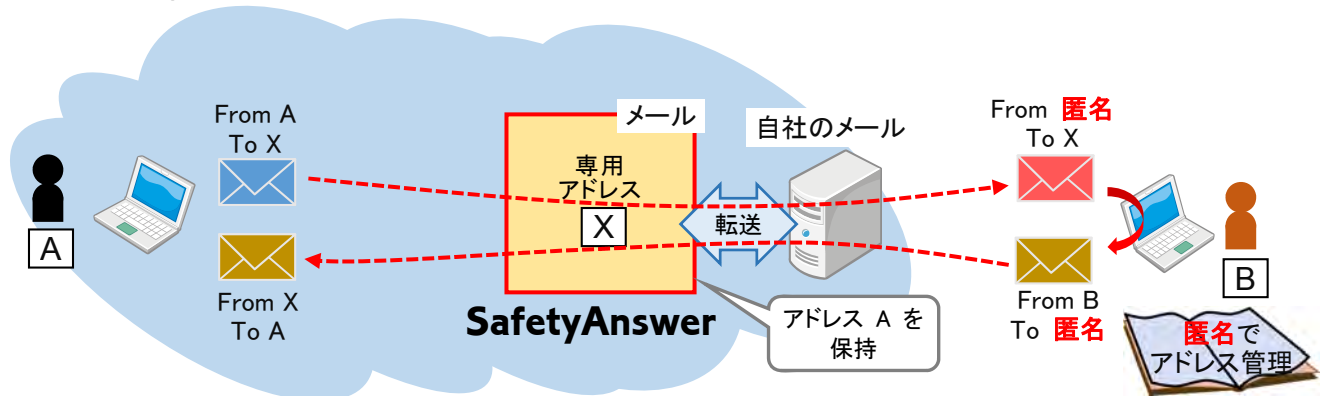 From A
To X
A
From X
To A
メール
専用
アドレス
X
SafetyAnswer
転送
自社のメール
アドレス A を
保持
From 匿名
To X
B
From B
To 匿名
匿名で
アドレス管理